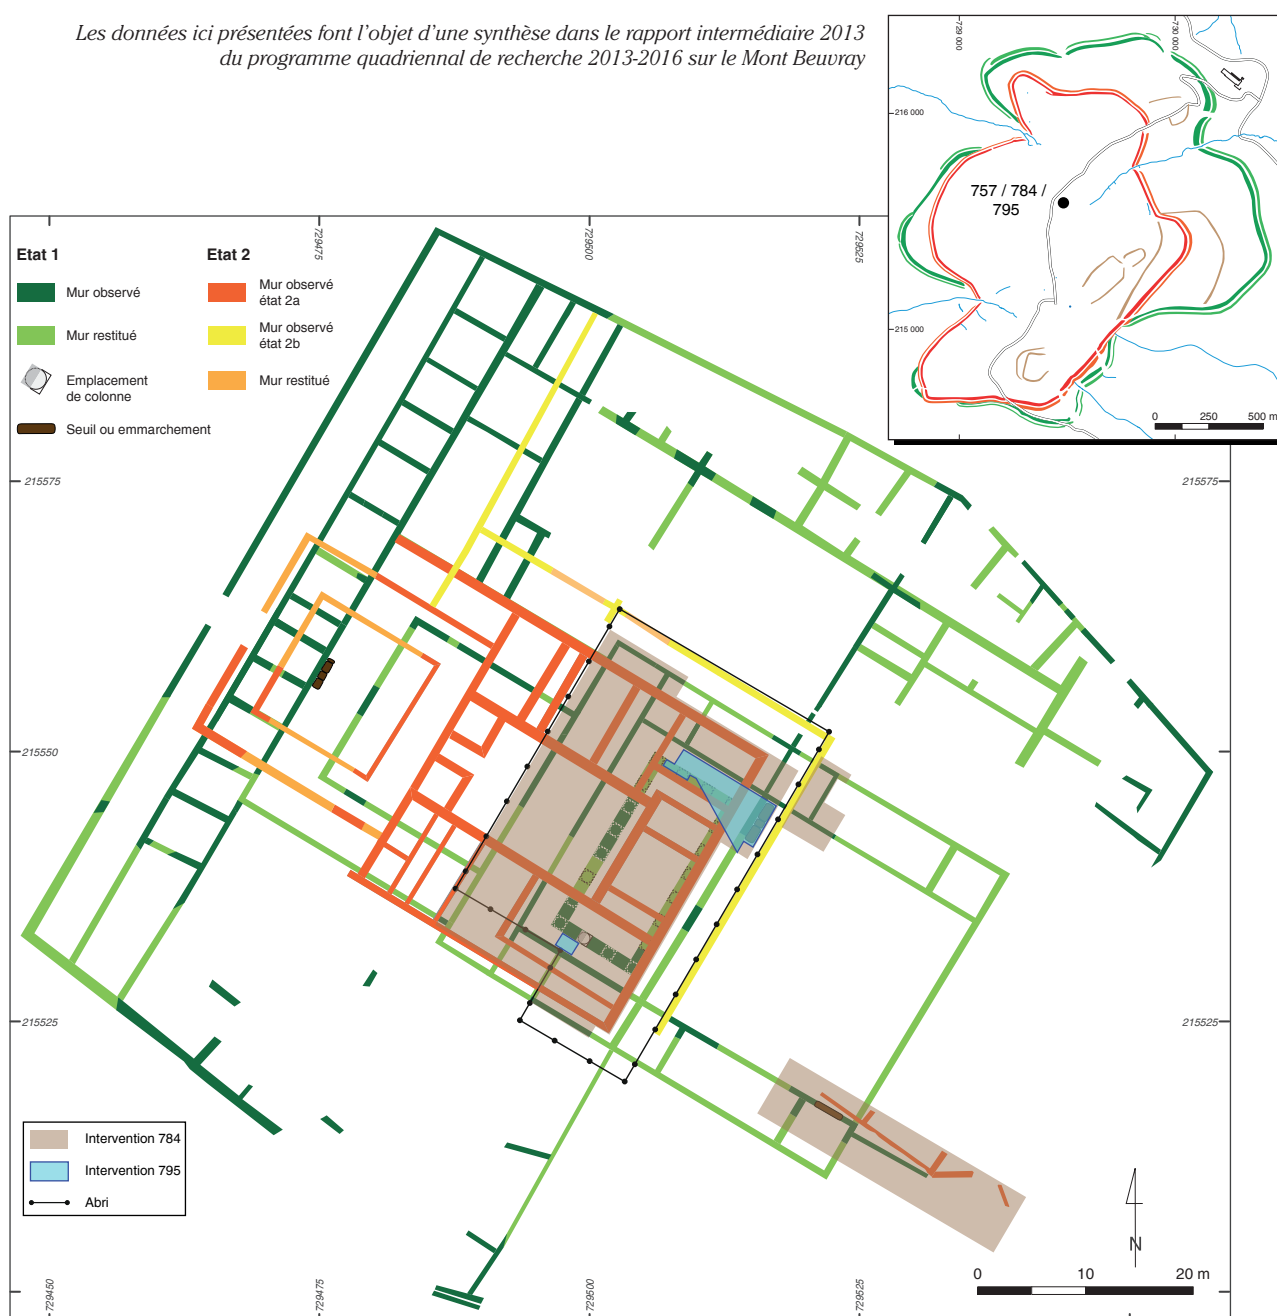 Les données ici présentées font l'objet d'une synthèse dans le rapport intermédiaire 2013
du programme quadriennal de recherche 2013-2016 sur le Mont Beuvray
729 000
730 000
216 000
757 / 784 /
795
215 000
0 250 500 m
729475
729500
729525
Etat 1
Mur observé
Mur restitué
Emplacement
de colonne
Seuil ou emmarchement
Etat 2
Mur observé
état 2a
Mur observé
état 2b
Mur restitué
215575
215575
215550
215550
215525
215525
Intervention 784
Intervention 795
Abri
N
0 10 20 m
729450
729475
729500
729525